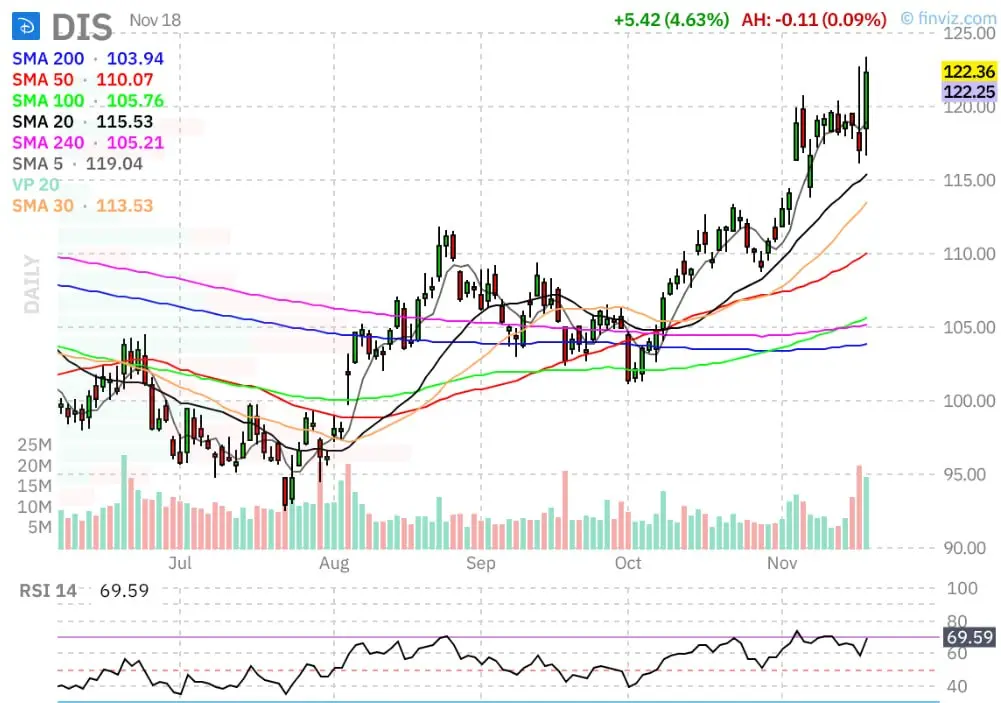 DIS Nov 18 +5.42 (4.63%) AH: -0.11 (0.09%) © finviz.com
125.00
SMA 200 · 103.94
122.36
SMA 50 · 110.07
122.25
SMA 100 · 105.76
120.00
SMA 20 · 115.53
SMA 240 · 105.21
SMA 5 · 119.04
VP 20
115.00
SMA 30 · 113.53
110.00
DAILY
105.00
100.00
25M
20M
95.00
15M
10M
5M
90.00
Jul Aug Sep Oct Nov
RSI 14 69.59
100
80
69.59
60
40